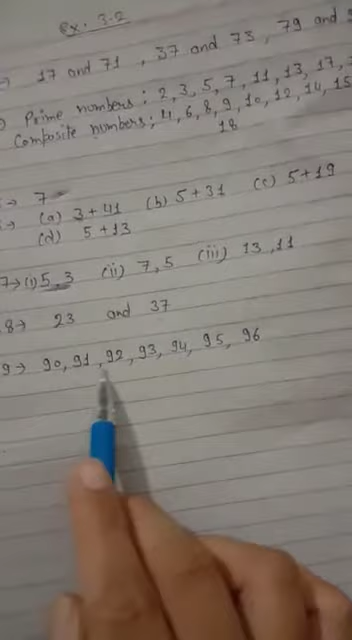 Ex. 3.2
17 and 71, 37 and 73, 79 and
Prime numbers: 2, 3, 5, 7, 11, 13, 17,
Composite numbers: 4, 6, 8, 9, 10, 12, 14, 15
18
→ 7
→ (a) 3+41 (b) 5+31 (c) 5+19
(d) 5+13
7→ (i) 5, 3 (ii) 7, 5 (iii) 13, 11
8→ 23 and 37
9→ 90, 91, 92, 93, 94, 95, 96